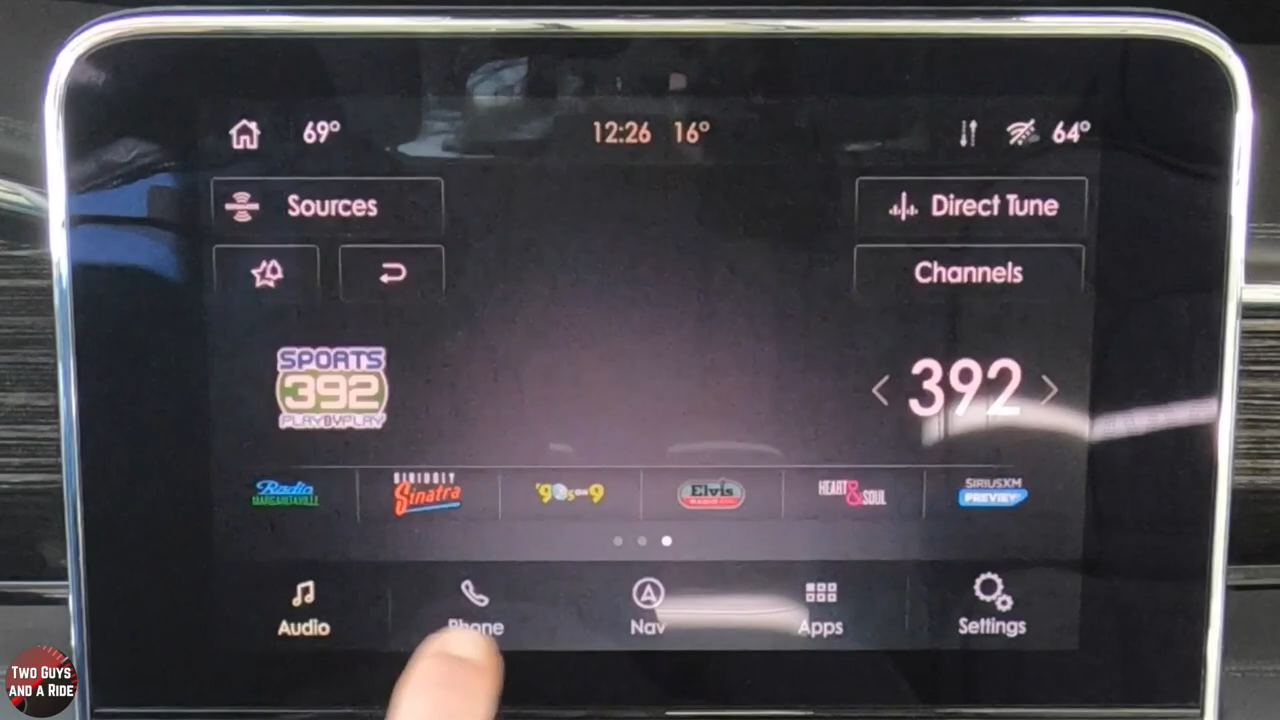 69° 12:26 16° 64°
Sources Direct Tune
Channels
SPORTS
392
PLAYBYPLAY
392
Radio
MARGARITAVILLE
SIRIUSLY
Sinatra
'90s ON 9
Elvis
RADIO
HEART & SOUL
SIRIUSXM
PREVIEW
Audio Phone Nav Apps Settings
TWO GUYS
AND A RIDE